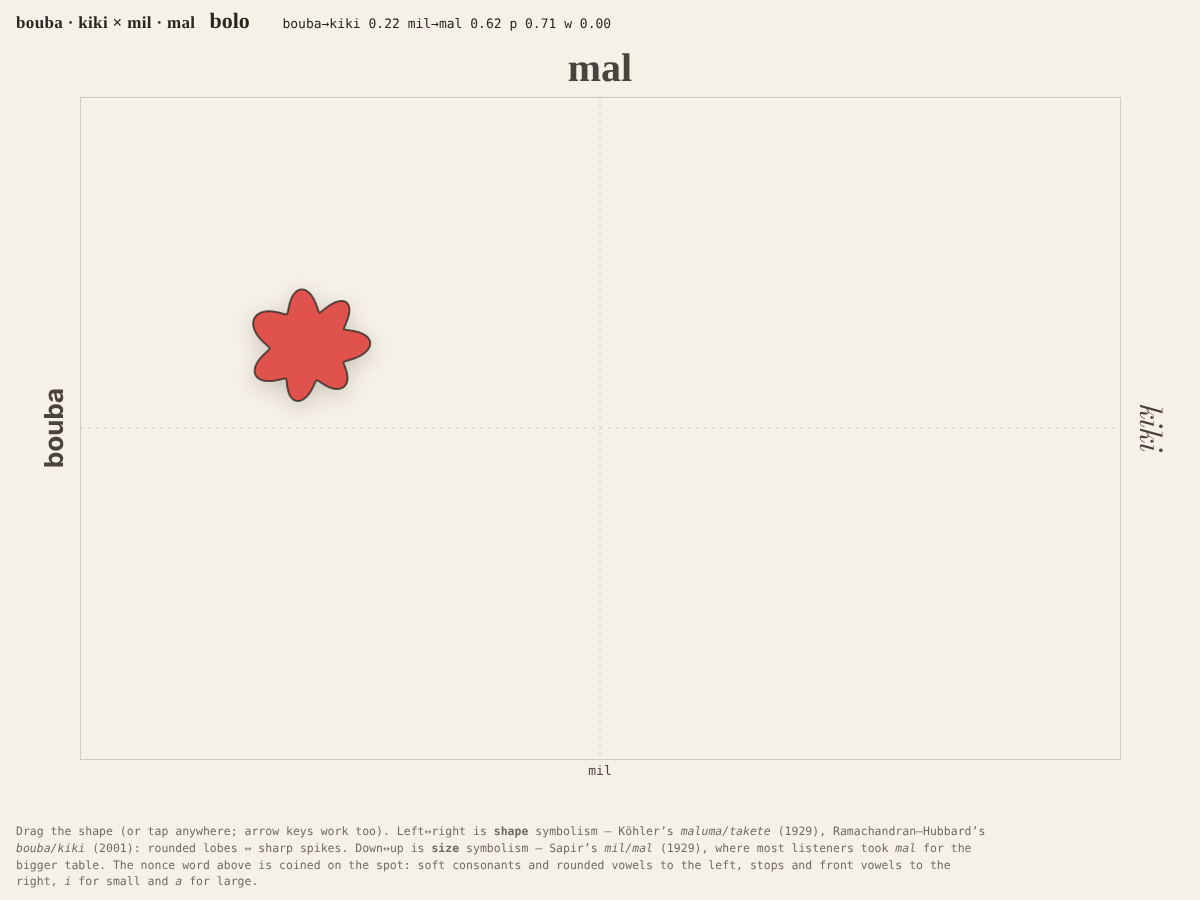 bouba · kiki × mil · mal bolo bouba→kiki 0.22 mil→mal 0.62 p 0.71 w 0.00
mal
bouba
kiki
mil
Drag the shape (or tap anywhere; arrow keys work too). Left↔right is shape symbolism — Köhler’s maluma/takete (1929), Ramachandran–Hubbard’s
bouba/kiki (2001): rounded lobes ↔ sharp spikes. Down↔up is size symbolism — Sapir’s mil/mal (1929), where most listeners took mal for the
bigger table. The nonce word above is coined on the spot: soft consonants and rounded vowels to the left, stops and front vowels to the
right, i for small and a for large.